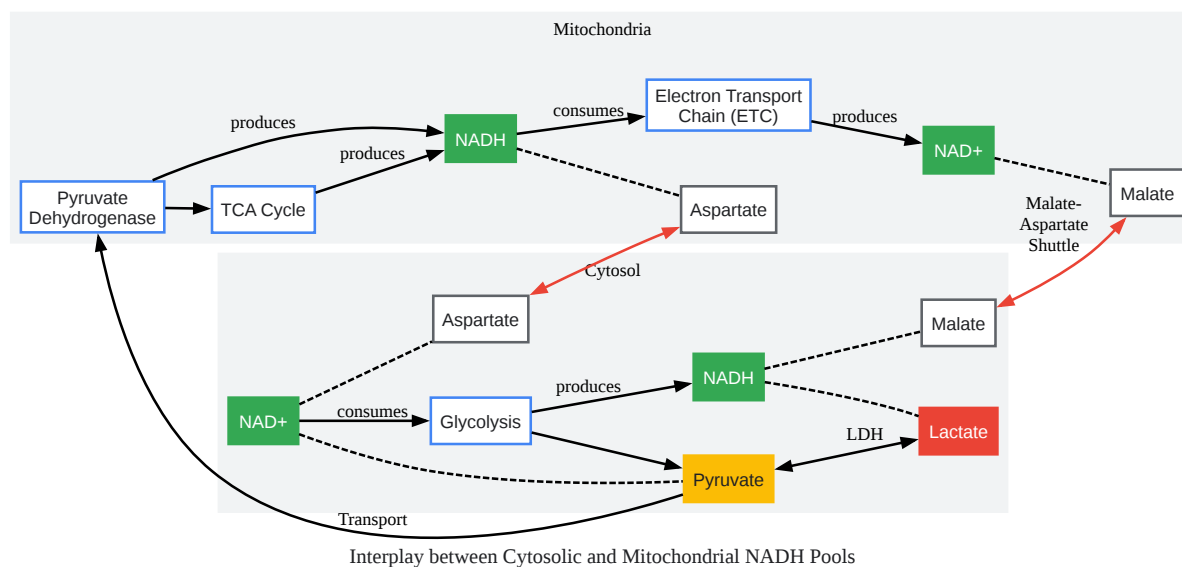 Mitochondria
produces
produces
NADH
consumes
Electron Transport
Chain (ETC)
produces
NAD+
Malate
Pyruvate
Dehydrogenase
TCA Cycle
Aspartate
Malate-
Aspartate
Shuttle
Cytosol
Aspartate
Malate
NAD+
consumes
Glycolysis
produces
NADH
LDH
Lactate
Pyruvate
Transport
Interplay between Cytosolic and Mitochondrial NADH Pools